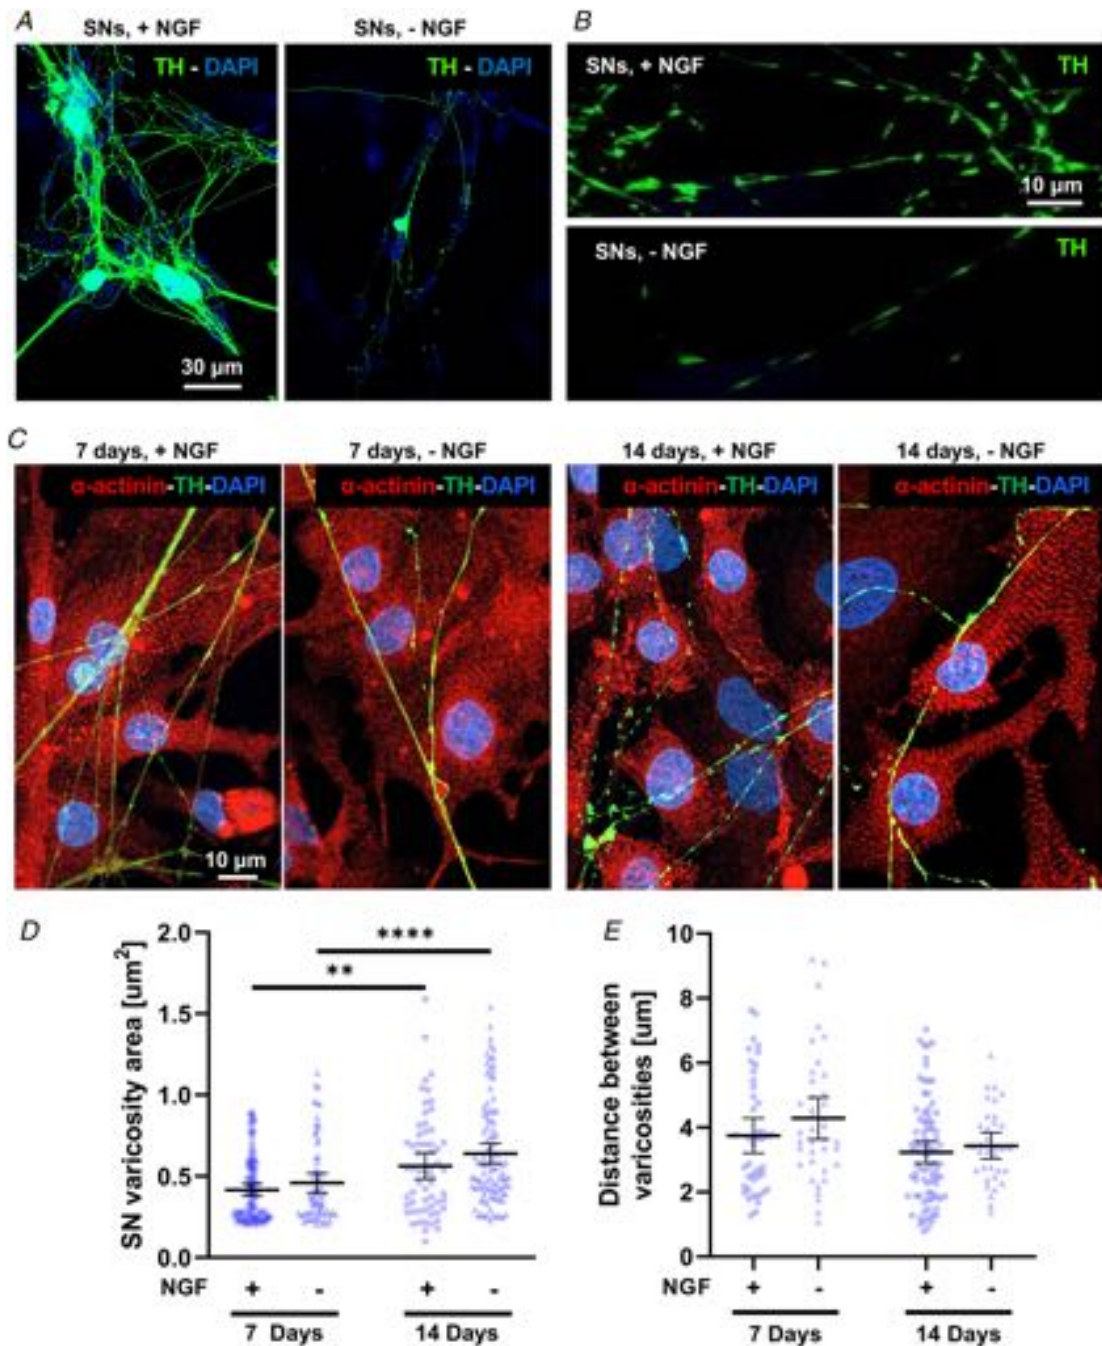 A
SNs, + NGF
SNs, - NGF
TH - DAPI
TH - DAPI
30 µm
B
SNs, + NGF
TH
10 µm
SNs, - NGF
TH
C
7 days, + NGF
7 days, - NGF
14 days, + NGF
14 days, - NGF
α-actinin-TH-DAPI
α-actinin-TH-DAPI
α-actinin-TH-DAPI
α-actinin-TH-DAPI
10 µm
D
SN varicosity area [um²]
2.0
1.5
1.0
0.5
0.0
**
****
NGF + - + -
7 Days 14 Days
E
Distance between
varicosities [um]
10
8
6
4
2
0
NGF + - + -
7 Days 14 Days